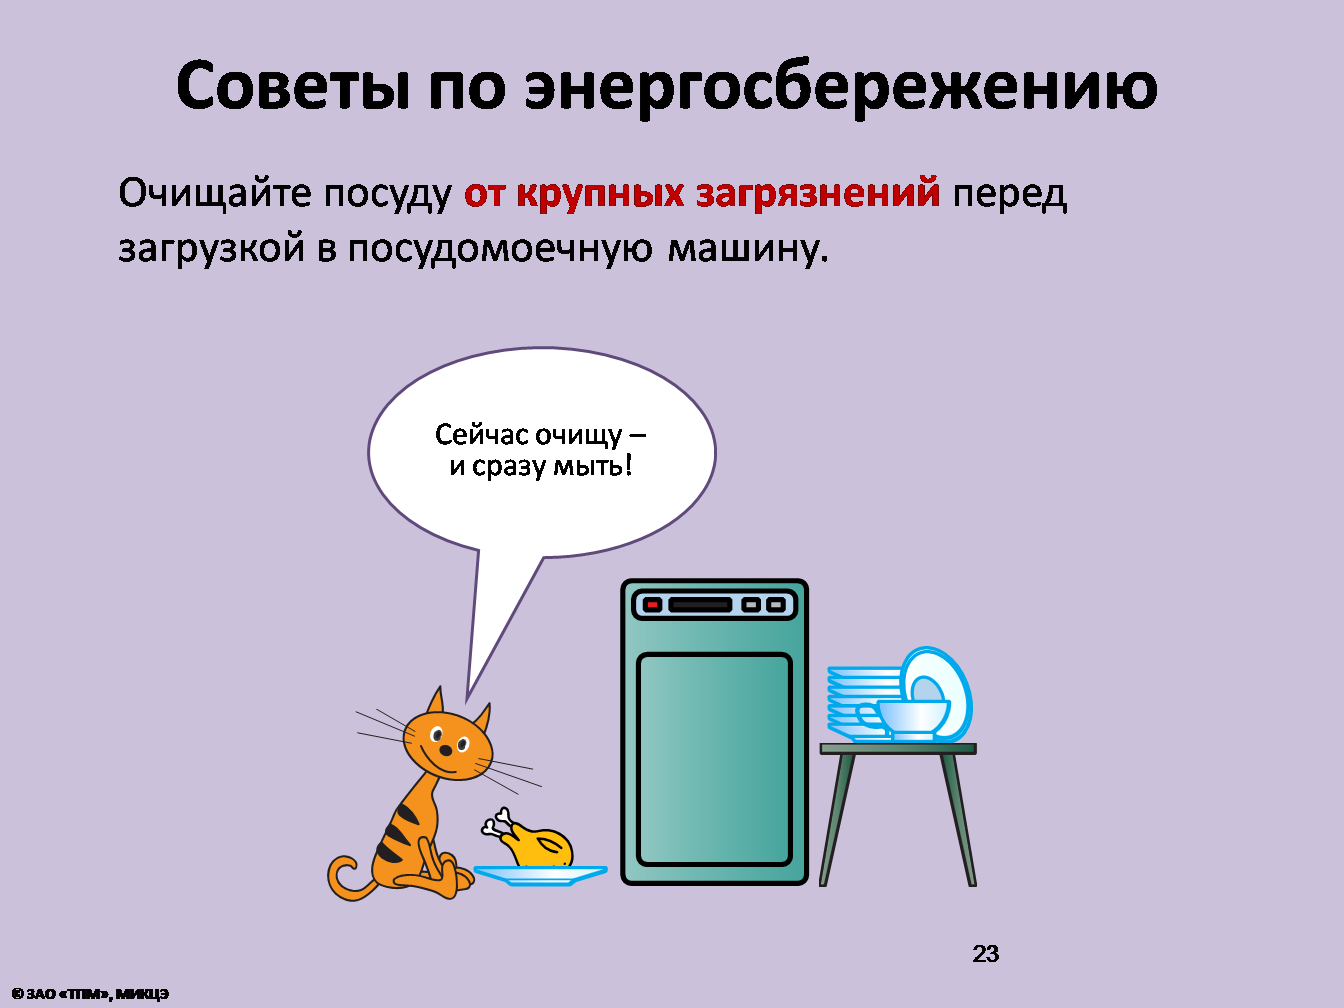 Советы по энергосбережению
Очищайте посуду от крупных загрязнений перед
загрузкой в посудомоечную машину.
Сейчас очищу –
и сразу мыть!
23
© ЗАО «ТПМ», МИКЦЭ